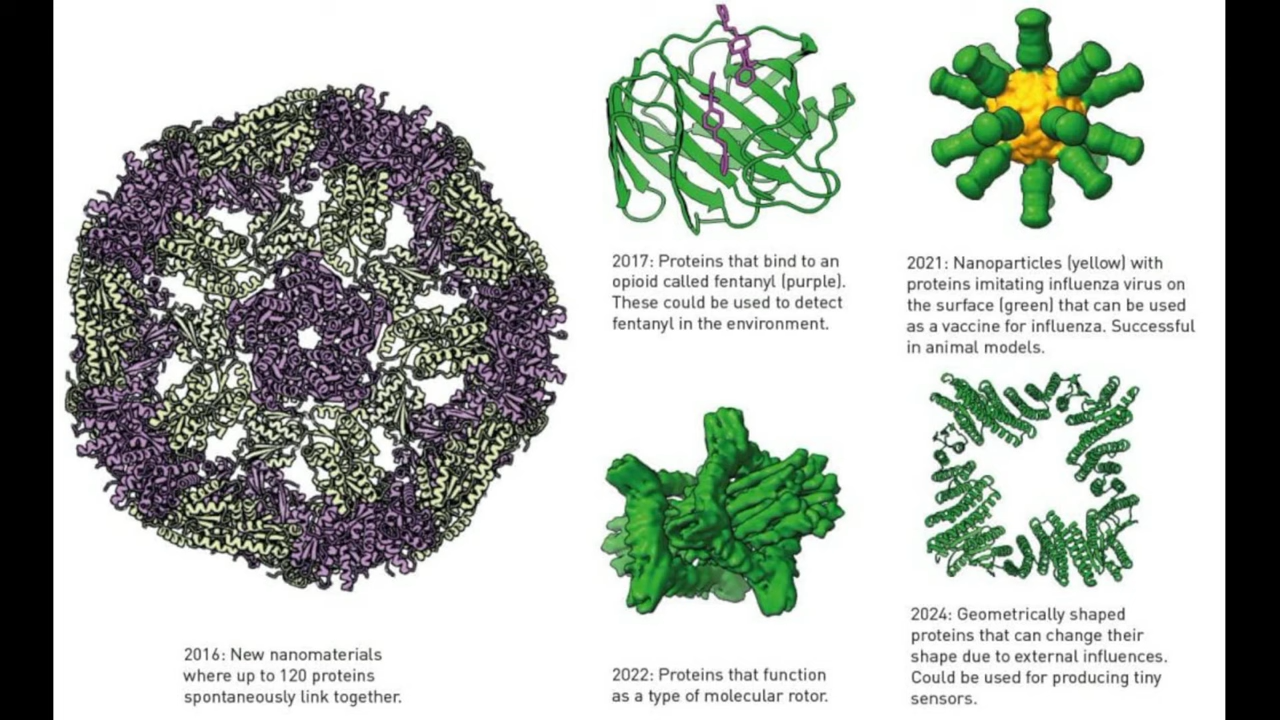 2016: New nanomaterials
where up to 120 proteins
spontaneously link together.
2017: Proteins that bind to an
opioid called fentanyl (purple).
These could be used to detect
fentanyl in the environment.
2021: Nanoparticles (yellow) with
proteins imitating influenza virus on
the surface (green) that can be used
as a vaccine for influenza. Successful
in animal models.
2022: Proteins that function
as a type of molecular rotor.
2024: Geometrically shaped
proteins that can change their
shape due to external influences.
Could be used for producing tiny
sensors.